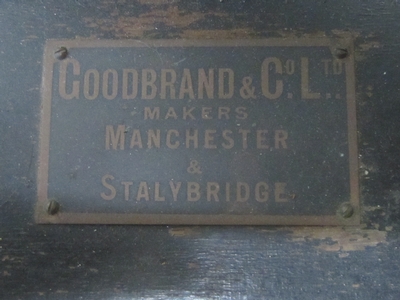 GOODBRAND & Cº. LTD.
MAKERS
MANCHESTER
&
STALYBRIDGE.